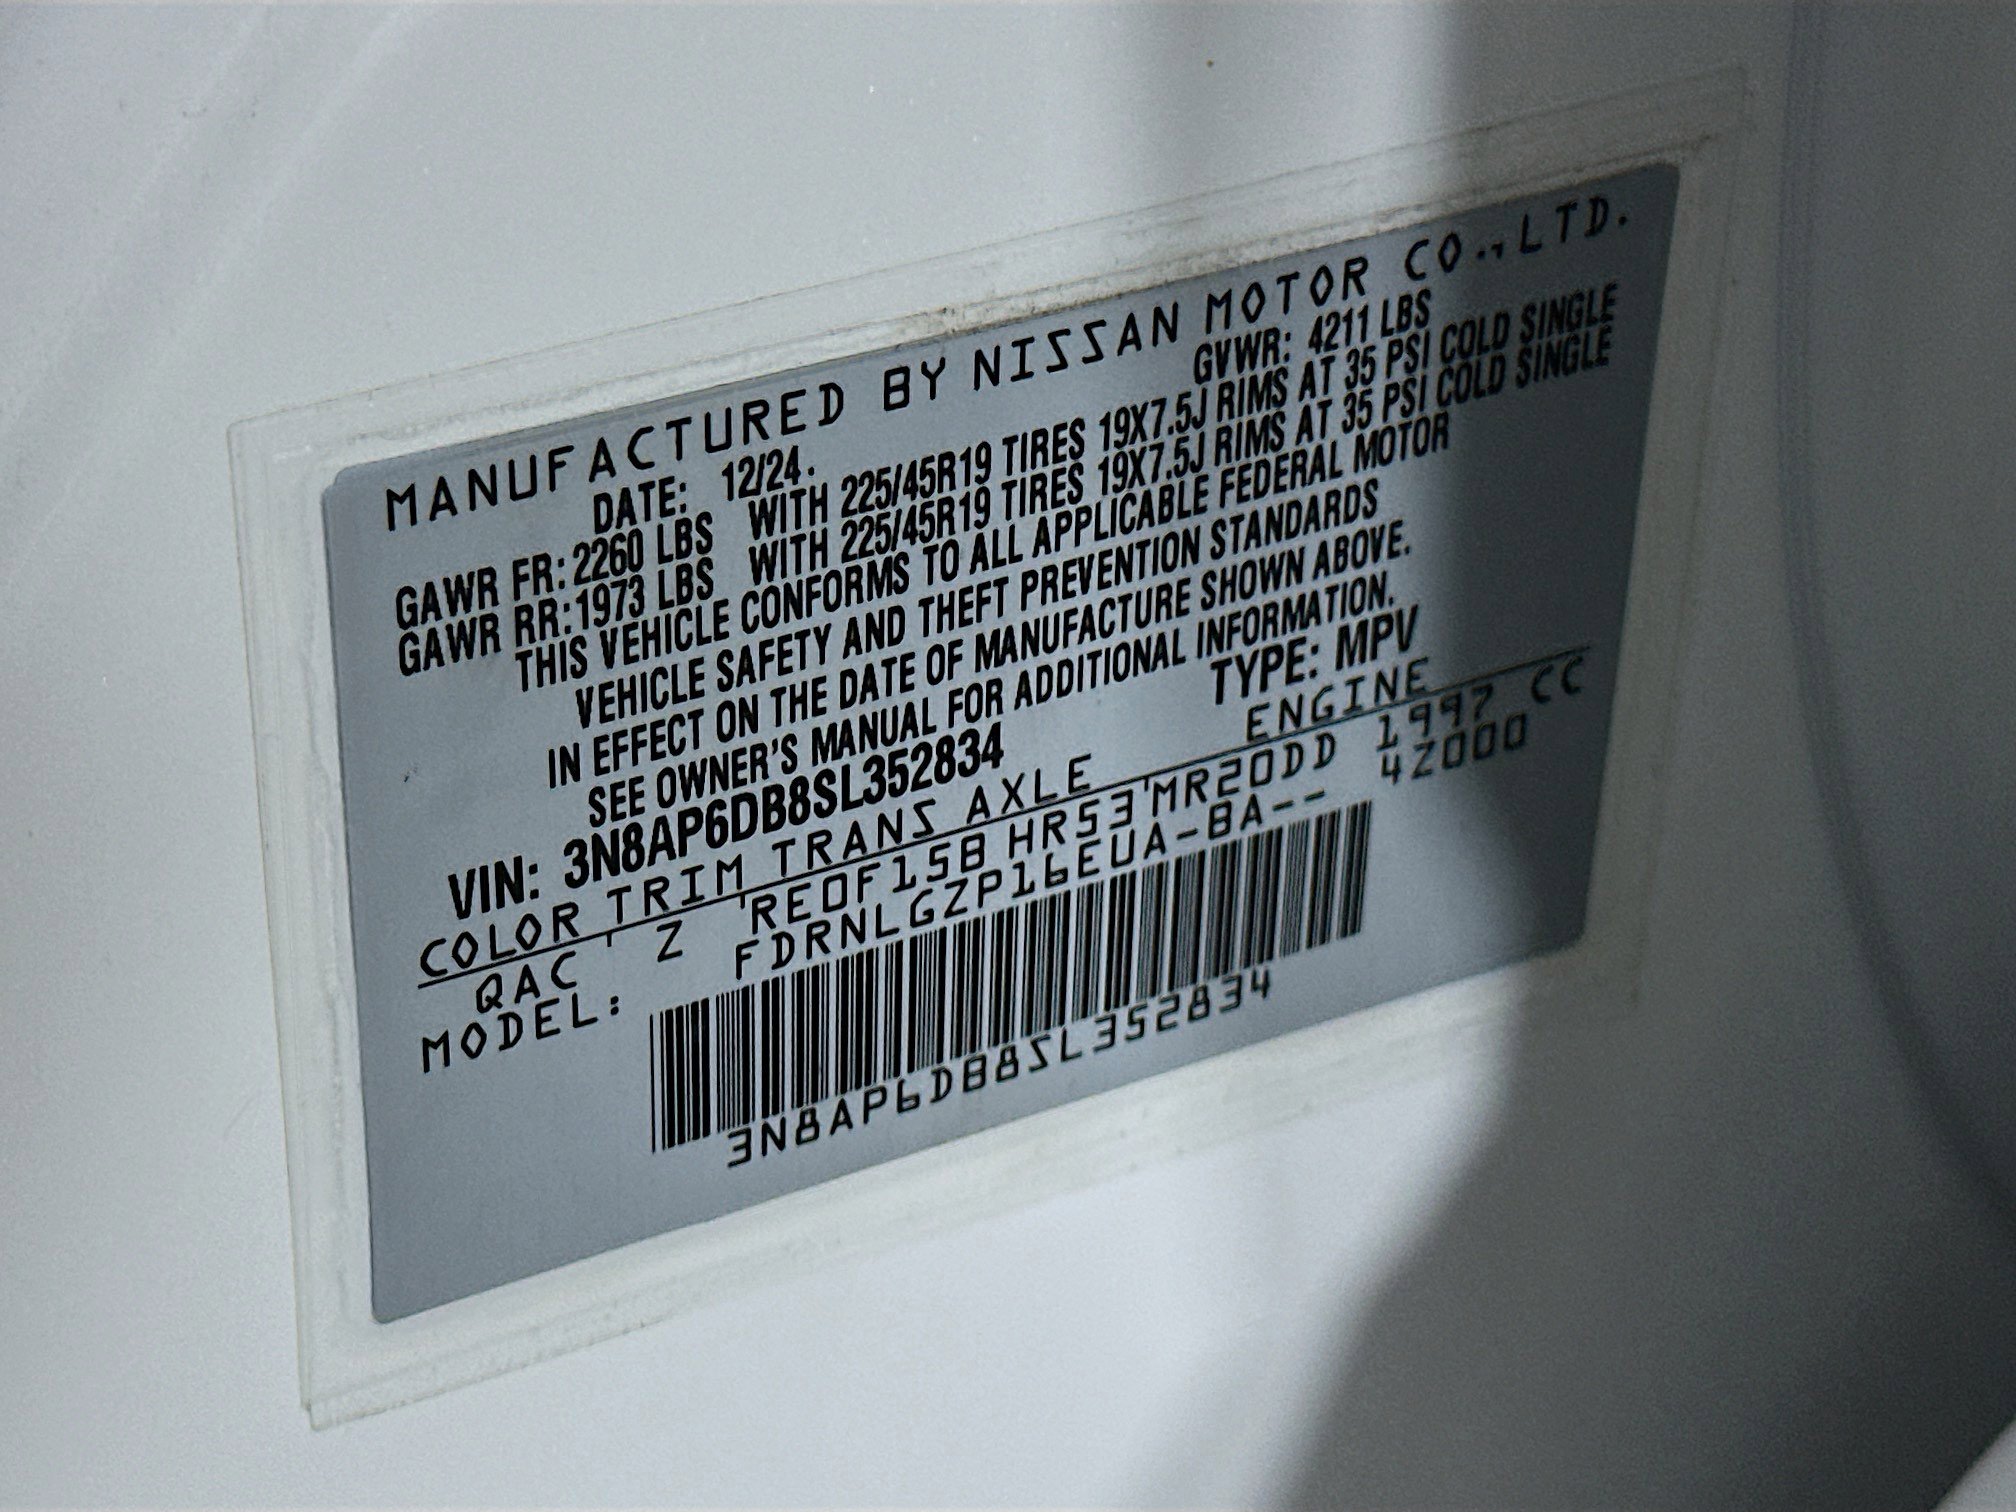 MANUFACTURED BY NISSAN MOTOR CO.,LTD.
DATE: 12/24. GVWR: 4211 LBS
GAWR FR: 2260 LBS WITH 225/45R19 TIRES 19X7.5J RIMS AT 35 PSI COLD SINGLE
GAWR RR: 1973 LBS WITH 225/45R19 TIRES 19X7.5J RIMS AT 35 PSI COLD SINGLE
THIS VEHICLE CONFORMS TO ALL APPLICABLE FEDERAL MOTOR
VEHICLE SAFETY AND THEFT PREVENTION STANDARDS
IN EFFECT ON THE DATE OF MANUFACTURE SHOWN ABOVE.
SEE OWNER'S MANUAL FOR ADDITIONAL INFORMATION.
VIN: 3N8AP6DB8SL352834 TYPE: MPV
COLOR TRIM TRANS AXLE ENGINE
QAC Z RE0F15B HR53 MR20DD 1997 CC
MODEL: FDRNLGZP16EUA-BA-- 4Z000
3N8AP6DB8SL352834